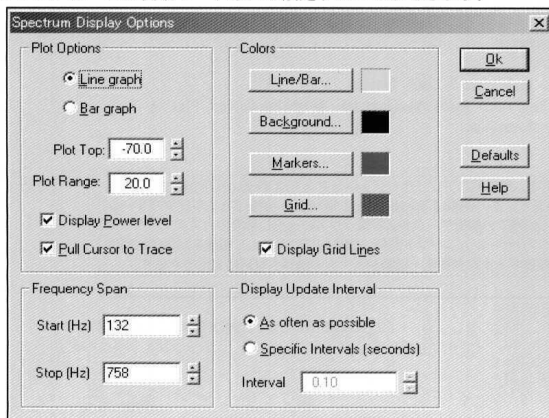 Spectrum Display Options
Plot Options
Line graph
Bar graph
Plot Top: -70.0
Plot Range: 20.0
Display Power level
Pull Cursor to Trace
Colors
Line/Bar...
Background...
Markers...
Grid...
Display Grid Lines
Ok
Cancel
Defaults
Help
Frequency Span
Start (Hz) 132
Stop (Hz) 758
Display Update Interval
As often as possible
Specific Intervals (seconds)
Interval 0.10